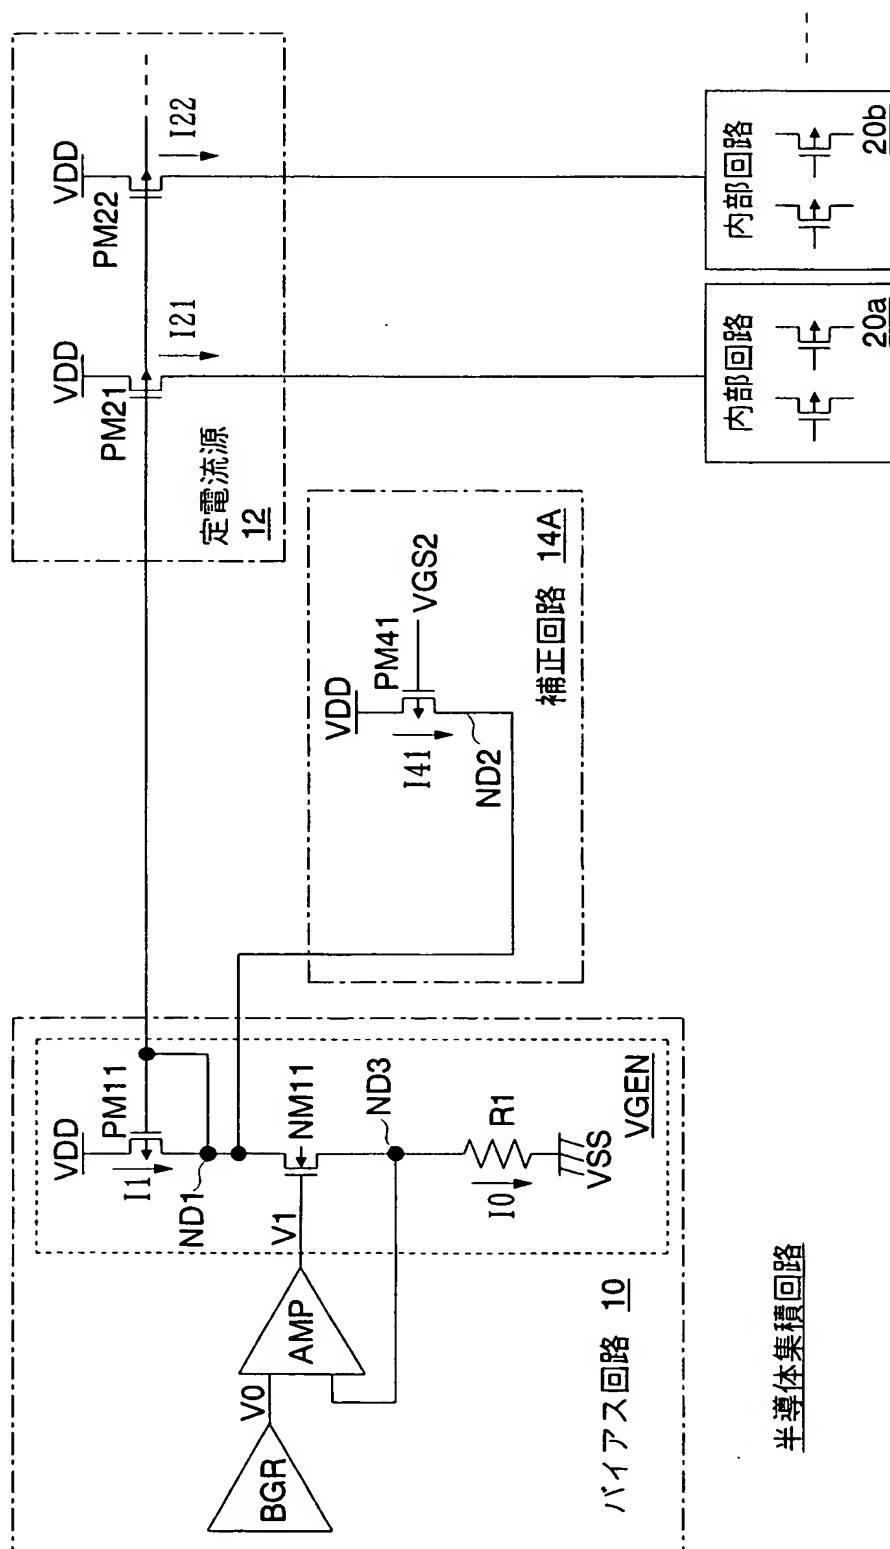 BGR
V0
AMP
V1
VDD
PM11
I1
ND1
NM11
ND3
R1
I0
VSS
VGEN
バイアス回路 10
VDD
PM41
VGS2
I41
ND2
補正回路 14A
VDD
PM21
I21
VDD
PM22
I22
定電流源
12
内部回路
20a
内部回路
20b
半導体集積回路